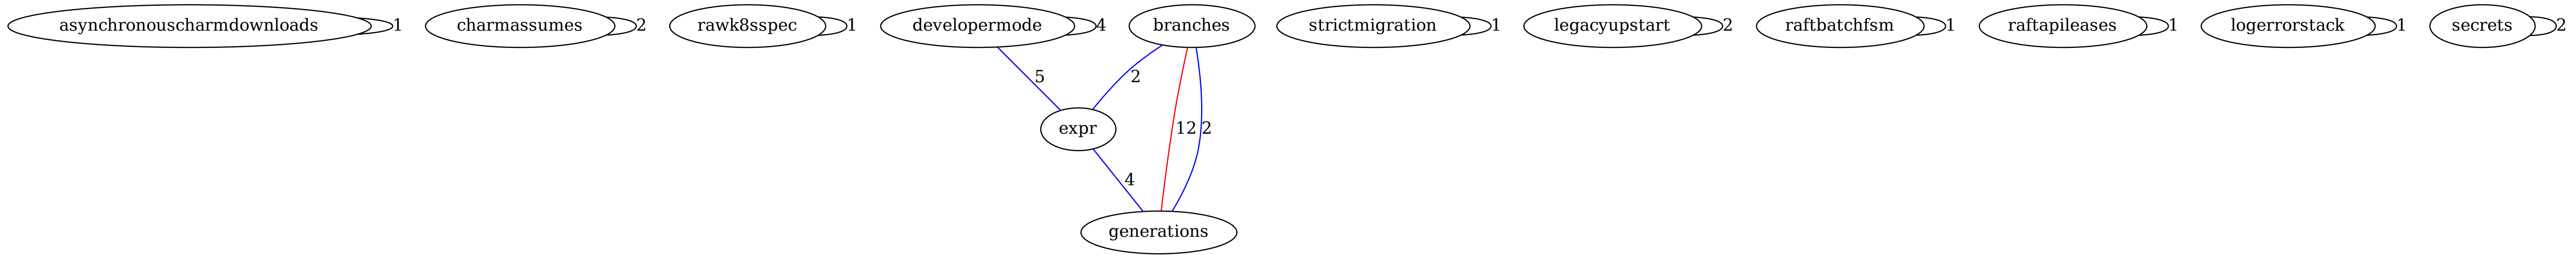 asynchronouscharmdownloads 1 charmassumes 2 rawk8sspec 1 developermode 4 branches strictmigration 1 legacyupstart 2 raftbatchfsm 1 raftapileases 1 logerrorstack 1 secrets 2
5 2
expr 12 2
4
generations